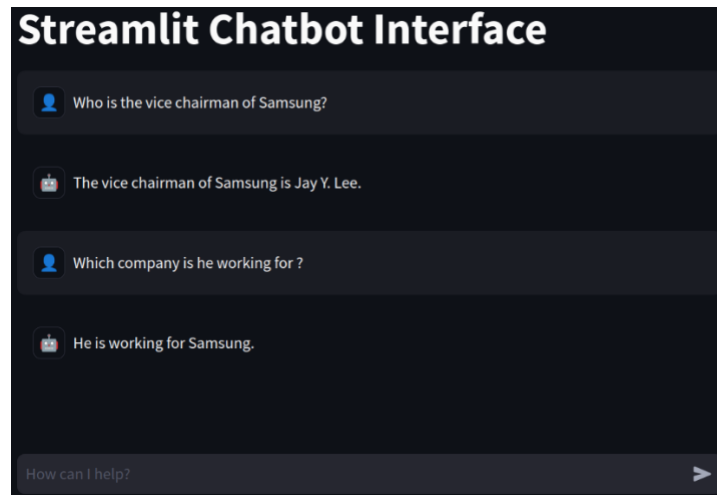 Streamlit Chatbot Interface
Who is the vice chairman of Samsung?
The vice chairman of Samsung is Jay Y. Lee.
Which company is he working for ?
He is working for Samsung.
How can I help?